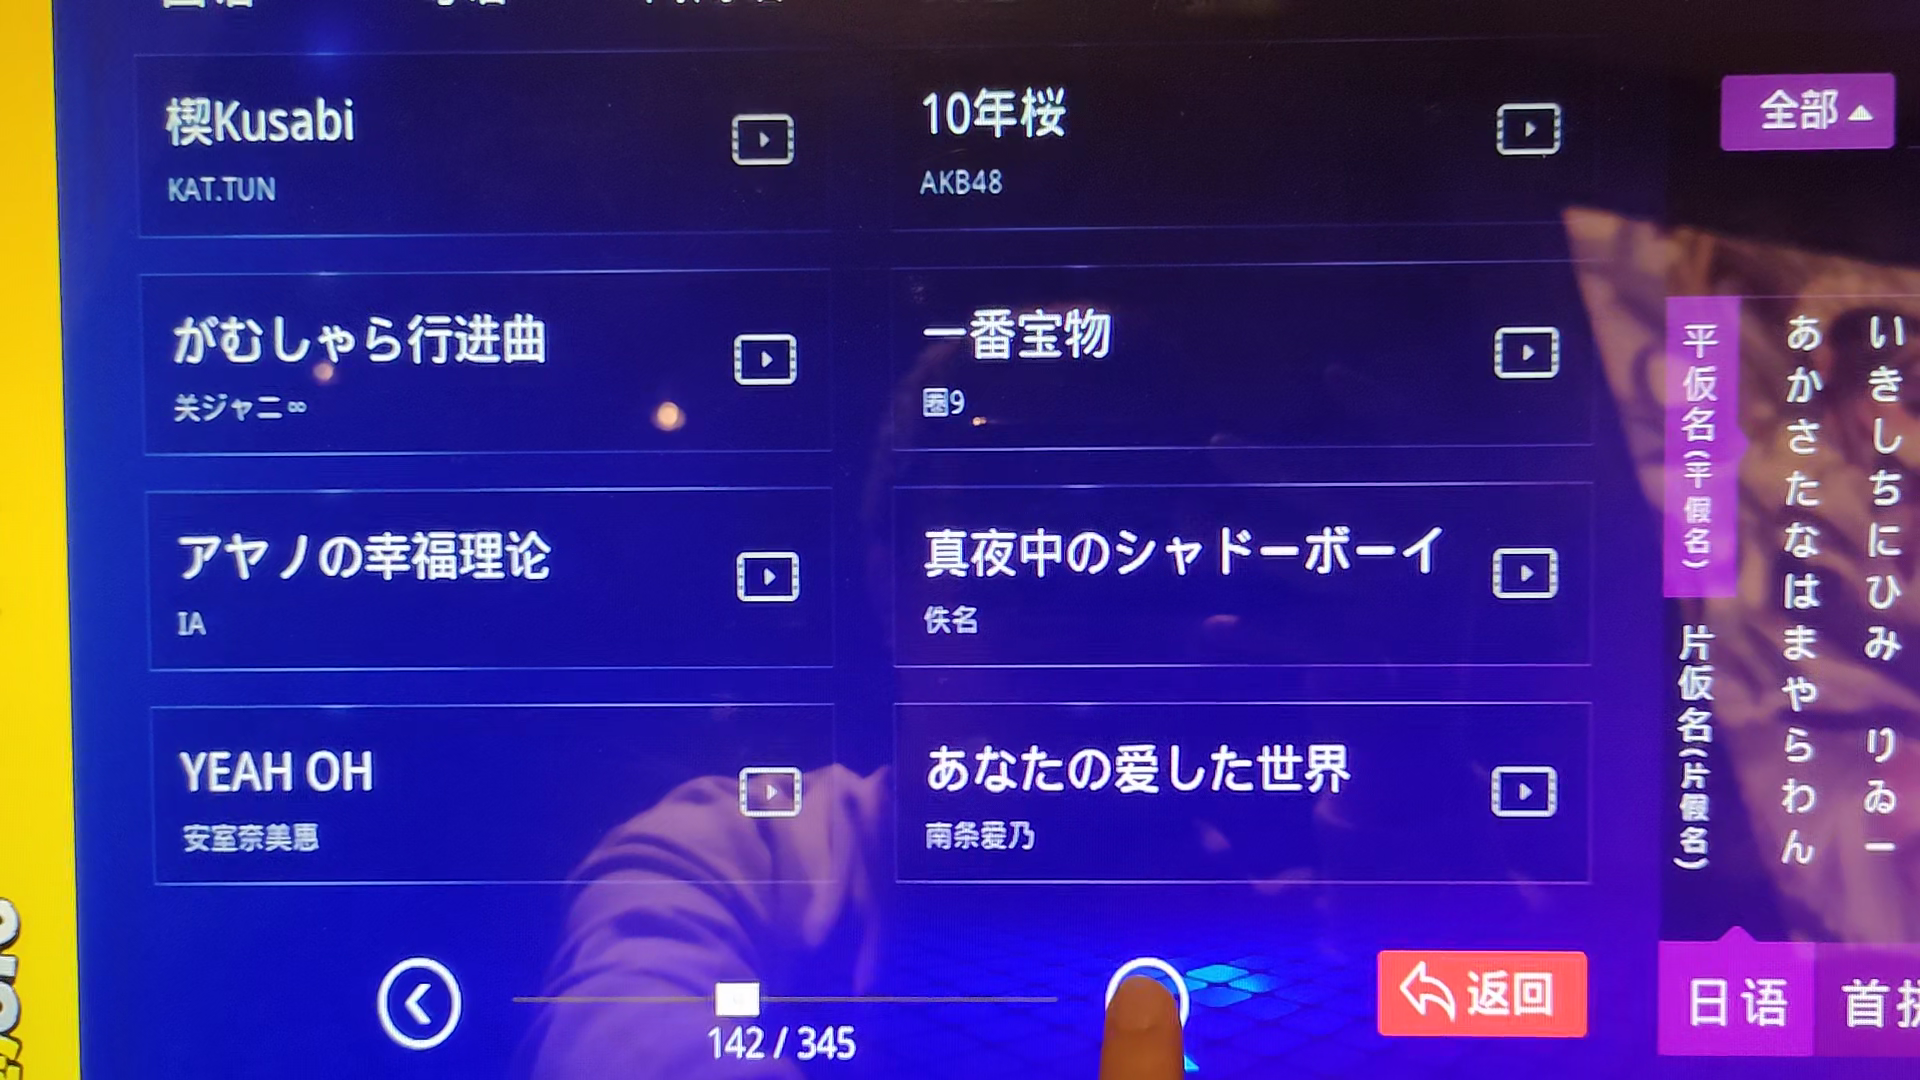 楔Kusabi
KAT.TUN
10年桜
AKB48
がむしゃら行进曲
关ジャニ∞
一番宝物
圈9
アヤノの幸福理论
IA
真夜中のシャドーボーイ
佚名
YEAH OH
安室奈美惠
あなたの愛した世界
南条爱乃
142 / 345
返回
全部
平仮名(平假名)
片仮名(片假名)
あかさたなはまやらわん
いきしちにひみ りゐー
日语
首